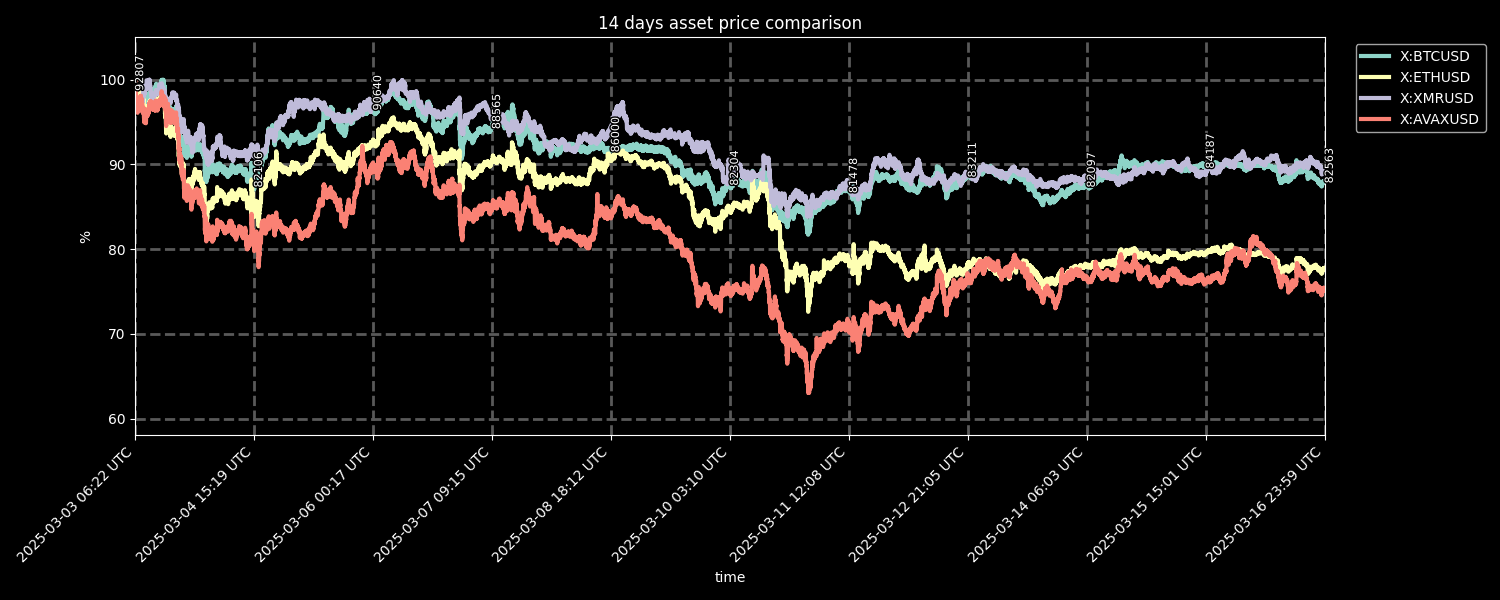 14 days asset price comparison
X:BTCUSD
X:ETHUSD
X:XMRUSD
X:AVAXUSD
%
100
90
80
70
60
92807
82106
90640
88565
86000
82304
81478
83211
82097
84187
82563
2025-03-03 06:22 UTC
2025-03-04 15:19 UTC
2025-03-06 00:17 UTC
2025-03-07 09:15 UTC
2025-03-08 18:12 UTC
2025-03-10 03:10 UTC
2025-03-11 12:08 UTC
2025-03-12 21:05 UTC
2025-03-14 06:03 UTC
2025-03-15 15:01 UTC
2025-03-16 23:59 UTC
time